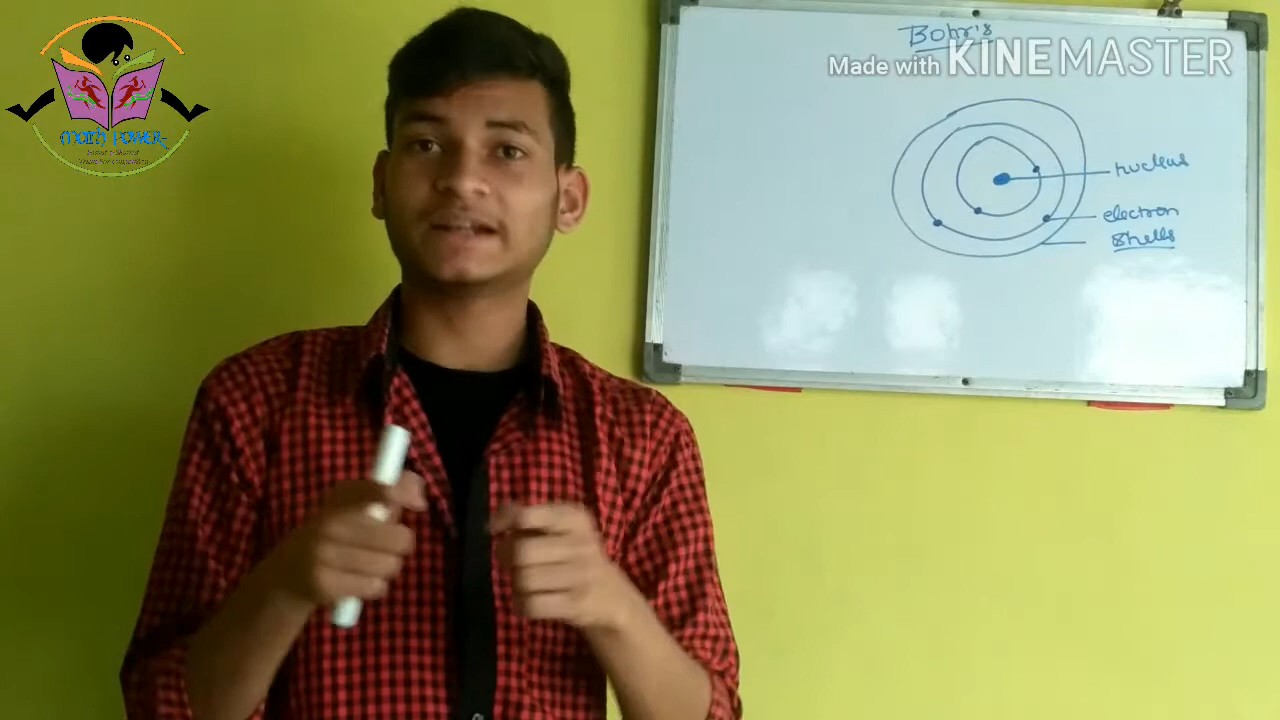 MATH POWER
Bohr's
Made with KINEMASTER
nucleus
electron
shells